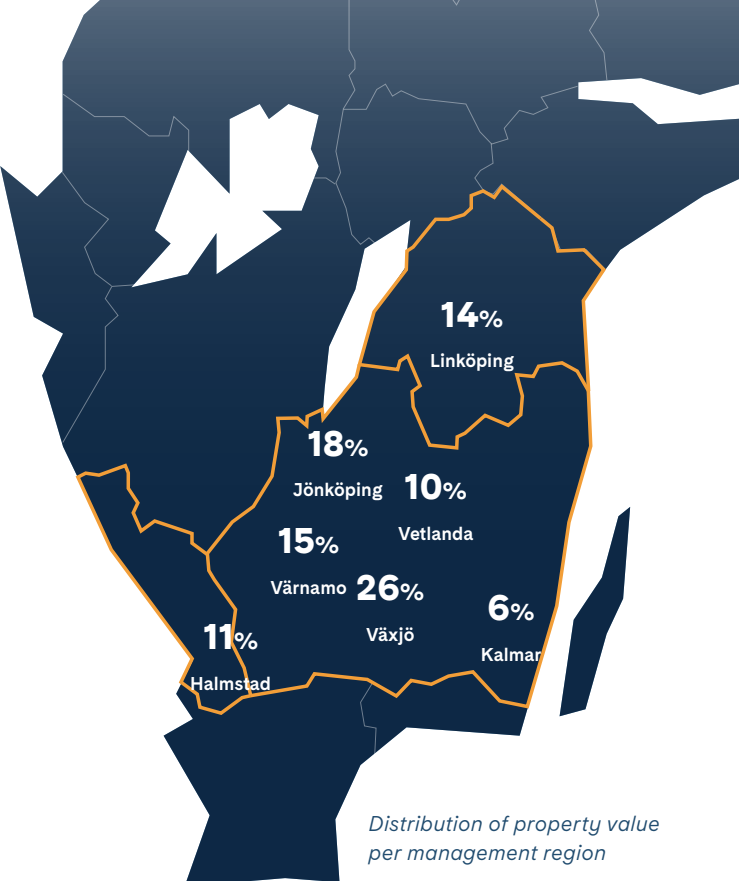 14%
Linköping
18%
Jönköping
10%
Vetlanda
15%
Värnamo
26%
Växjö
6%
Kalmar
11%
Halmstad
Distribution of property value
per management region